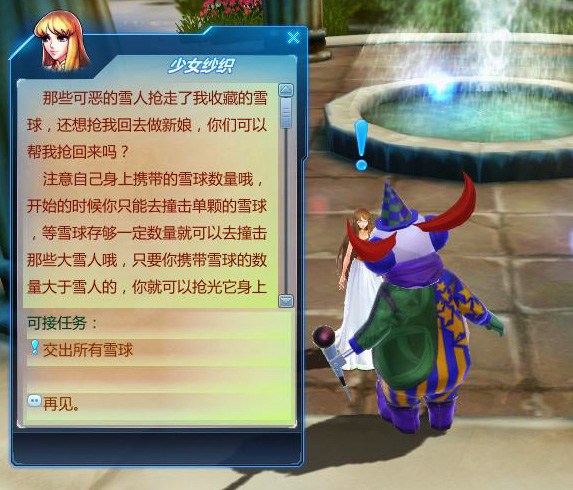 少女纱织
那些可恶的雪人抢走了我收藏的雪
球，还想抢我回去做新娘，你们可以
帮我抢回来吗？
注意自己身上携带的雪球数量哦，
开始的时候你只能去撞击单颗的雪球
，等雪球存够一定数量就可以去撞击
那些大雪人哦，只要你携带雪球的数
量大于雪人的，你就可以抢光它身上
可接任务：
交出所有雪球
再见。